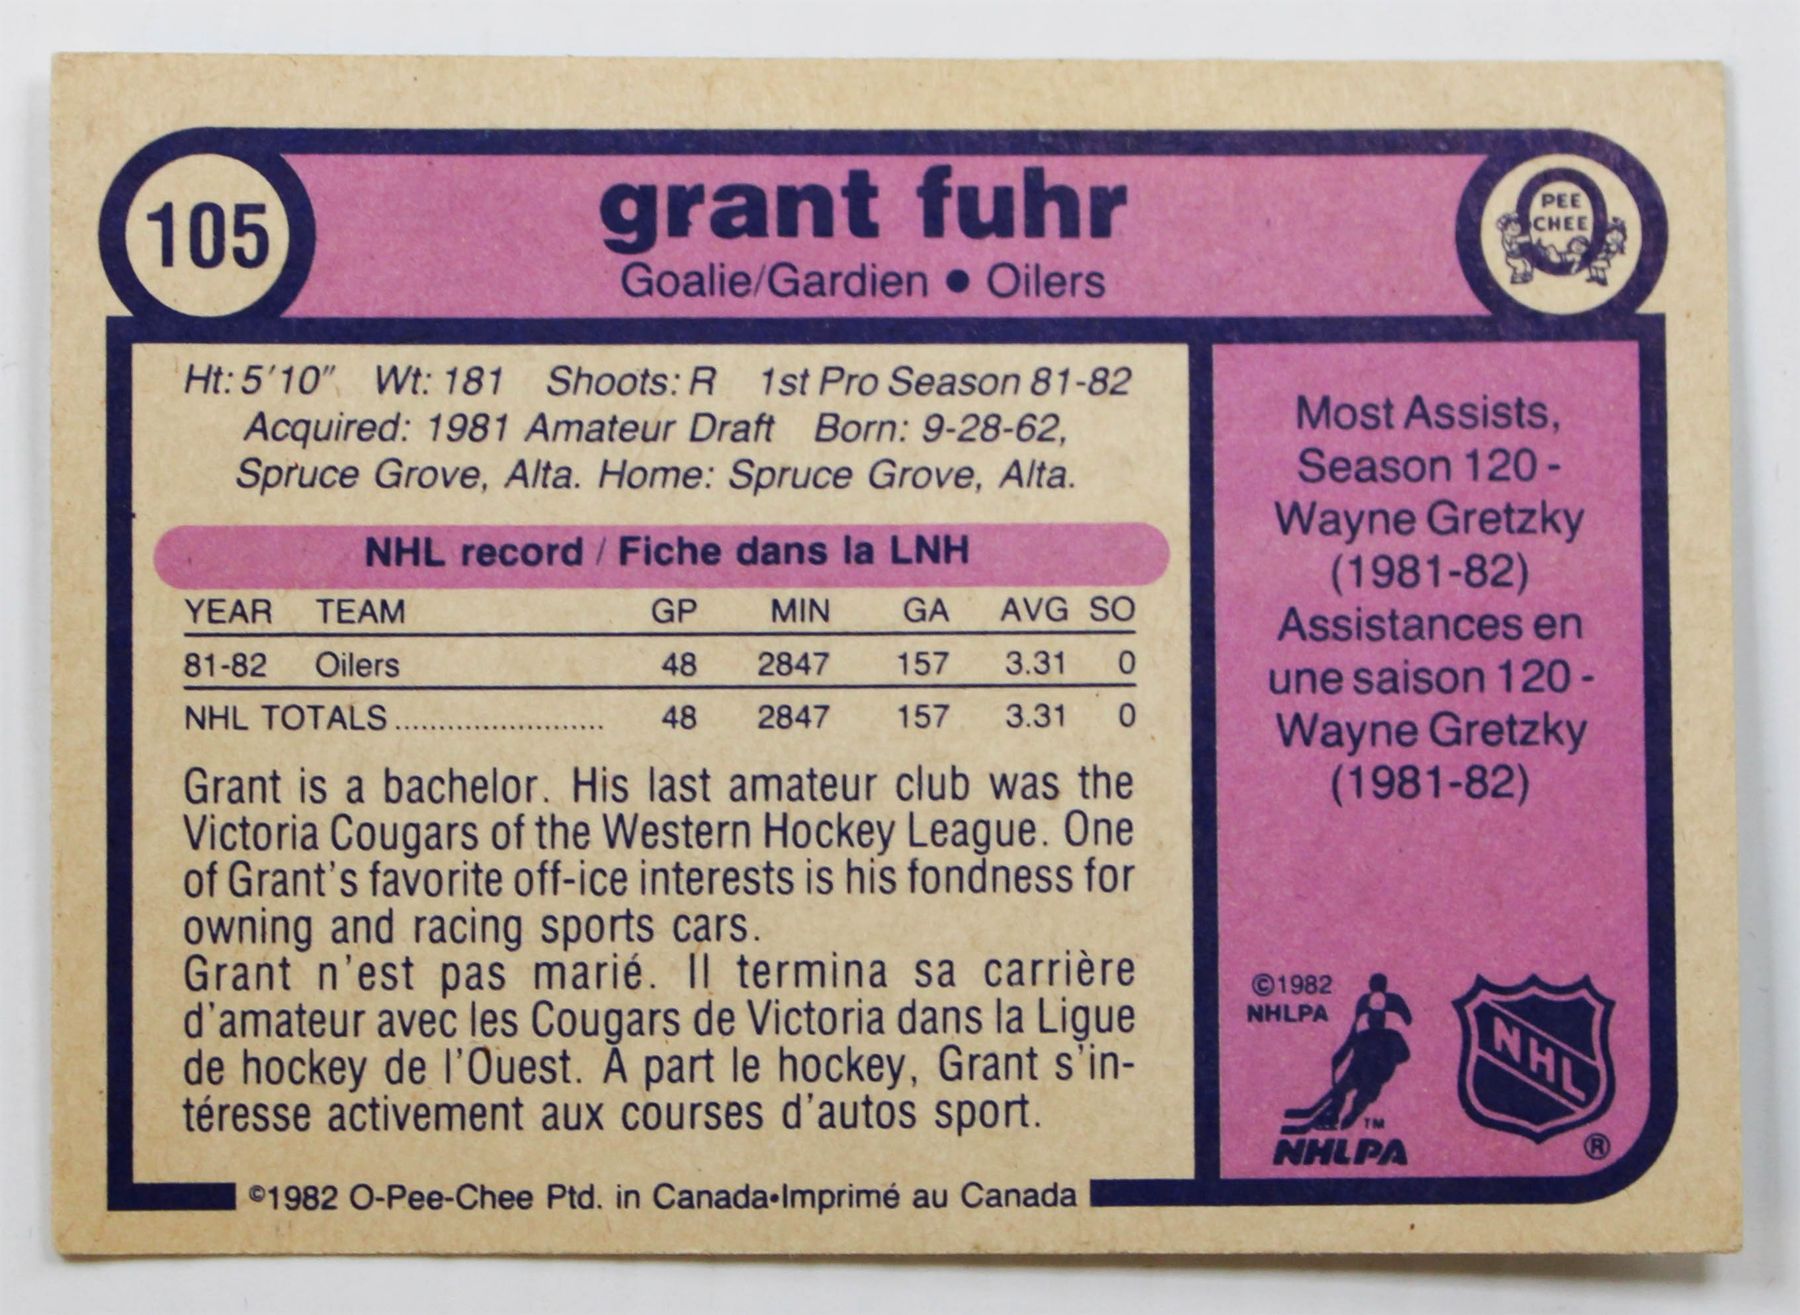 105
grant fuhr
PEE
CHEE
Goalie/Gardien • Oilers
Ht: 5'10" Wt: 181 Shoots: R 1st Pro Season 81-82
Acquired: 1981 Amateur Draft Born: 9-28-62,
Spruce Grove, Alta. Home: Spruce Grove, Alta.
NHL record / Fiche dans la LNH
YEAR TEAM GP MIN GA AVG SO
81-82 Oilers 48 2847 157 3.31 0
NHL TOTALS........................ 48 2847 157 3.31 0
Grant is a bachelor. His last amateur club was the
Victoria Cougars of the Western Hockey League. One
of Grant's favorite off-ice interests is his fondness for
owning and racing sports cars.
Grant n'est pas marié. Il termina sa carrière
d'amateur avec les Cougars de Victoria dans la Ligue
de hockey de l'Ouest. A part le hockey, Grant s'in-
téresse activement aux courses d'autos sport.
©1982 O-Pee-Chee Ptd. in Canada•Imprimé au Canada
Most Assists,
Season 120 -
Wayne Gretzky
(1981-82)
Assistances en
une saison 120 -
Wayne Gretzky
(1981-82)
©1982
NHLPA
TM
NHLPA
NHL
®